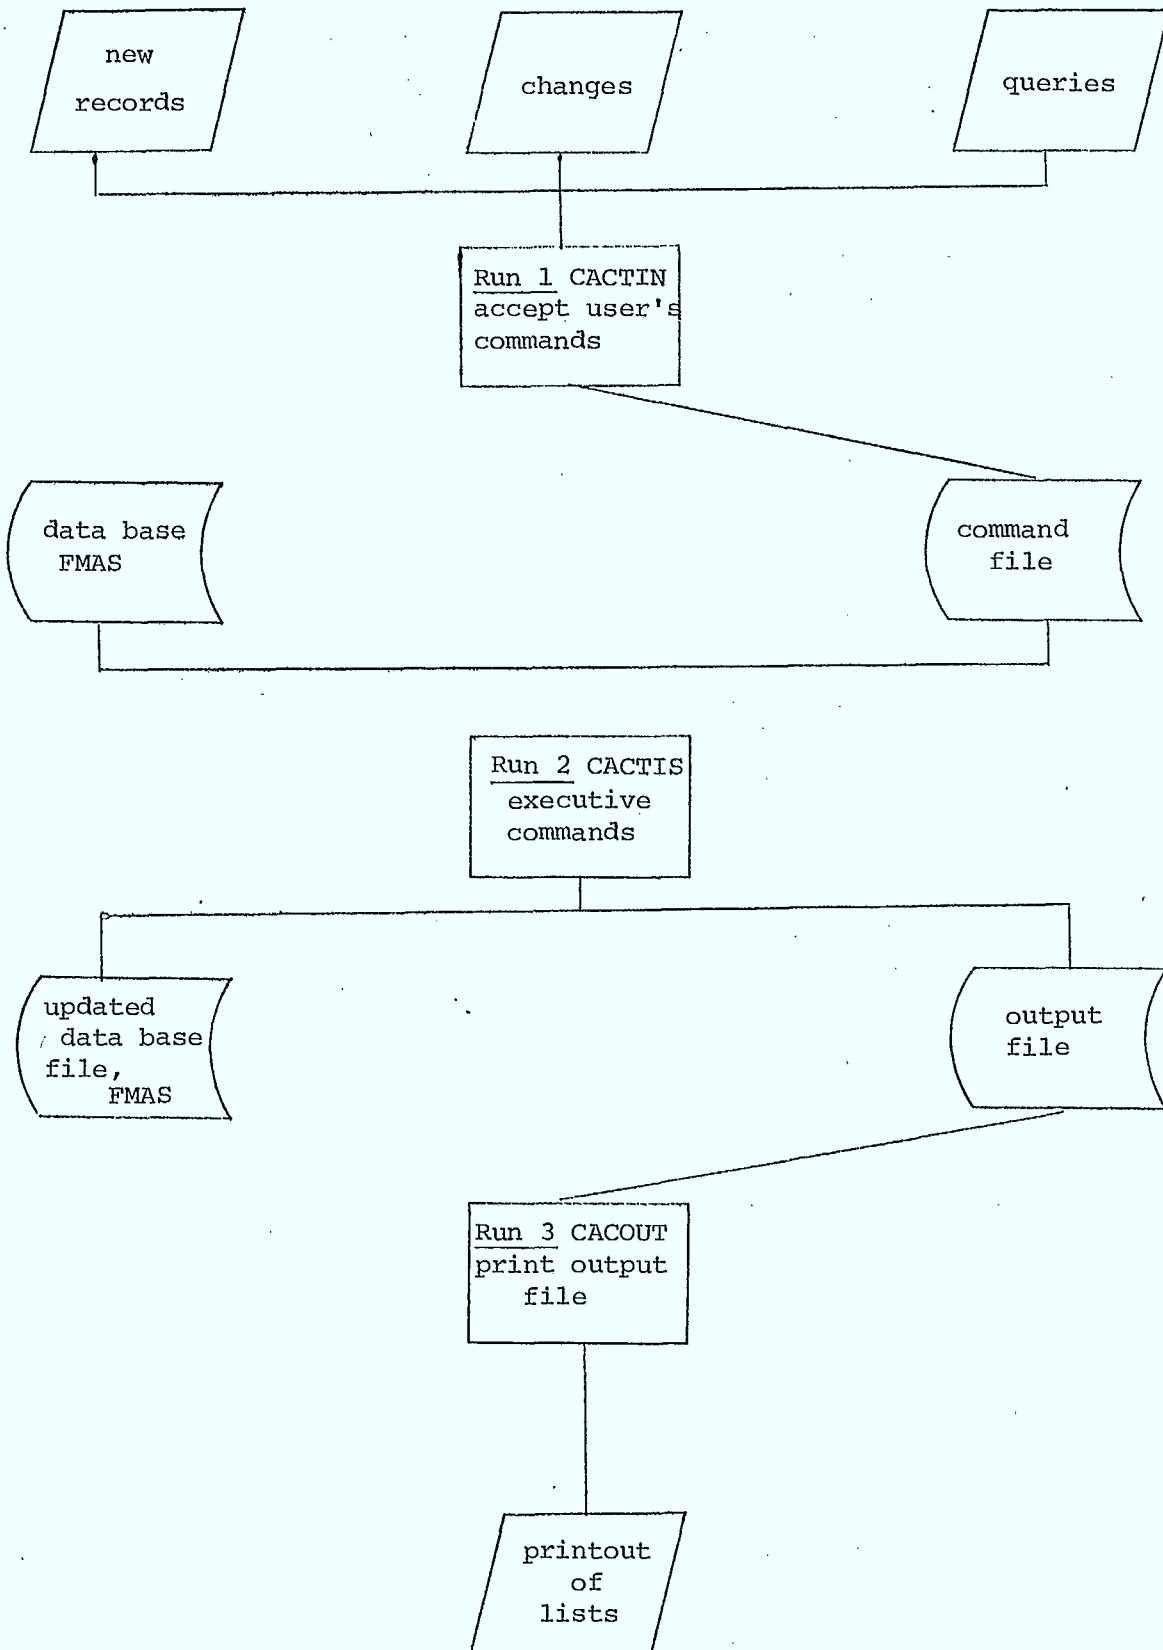 new
records
changes
queries
Run 1 CACTIN
accept user's
commands
data base
FMAS
command
file
Run 2 CACTIS
executive
commands
updated
data base
file,
FMAS
output
file
Run 3 CACOUT
print output
file
printout
of
lists